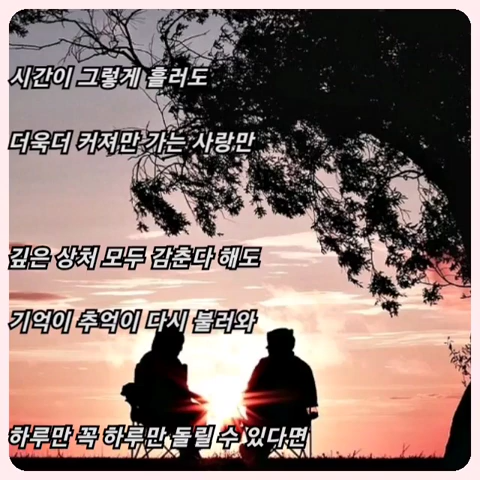 시간이 그렇게 흘러도
더욱더 커져만 가는 사랑만
깊은 상처 모두 감춘다 해도
기억이 추억이 다시 불러와
하루만 꼭 하루만 돌릴 수 있다면